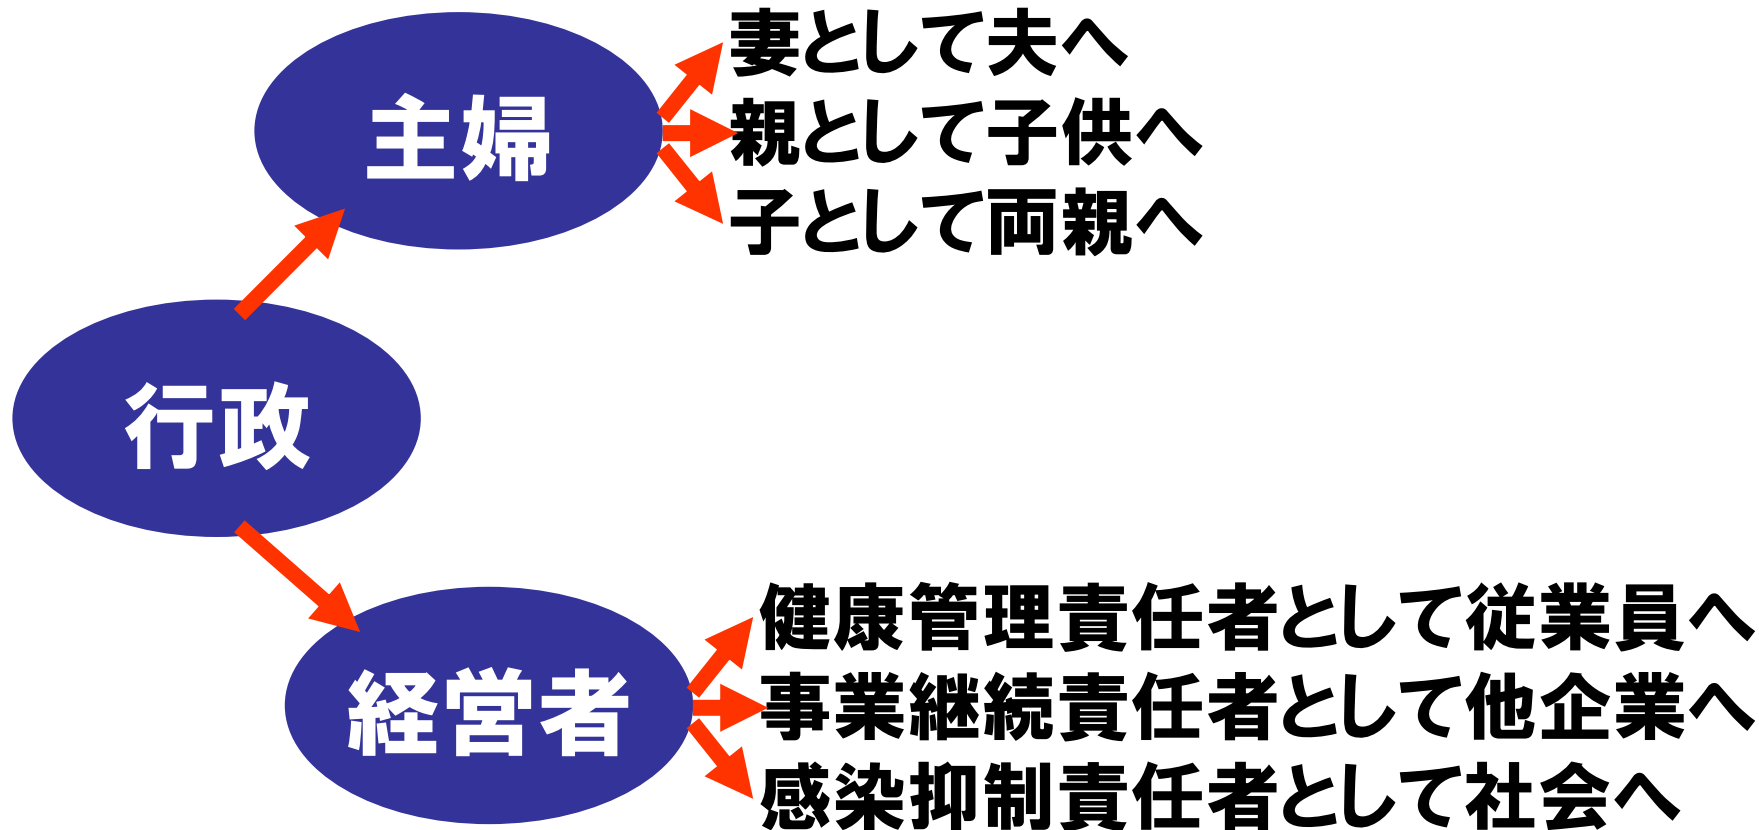 妻として夫へ
親として子供へ
子として両親へ
主婦
行政
経営者
健康管理責任者として従業員へ
事業継続責任者として他企業へ
感染抑制責任者として社会へ